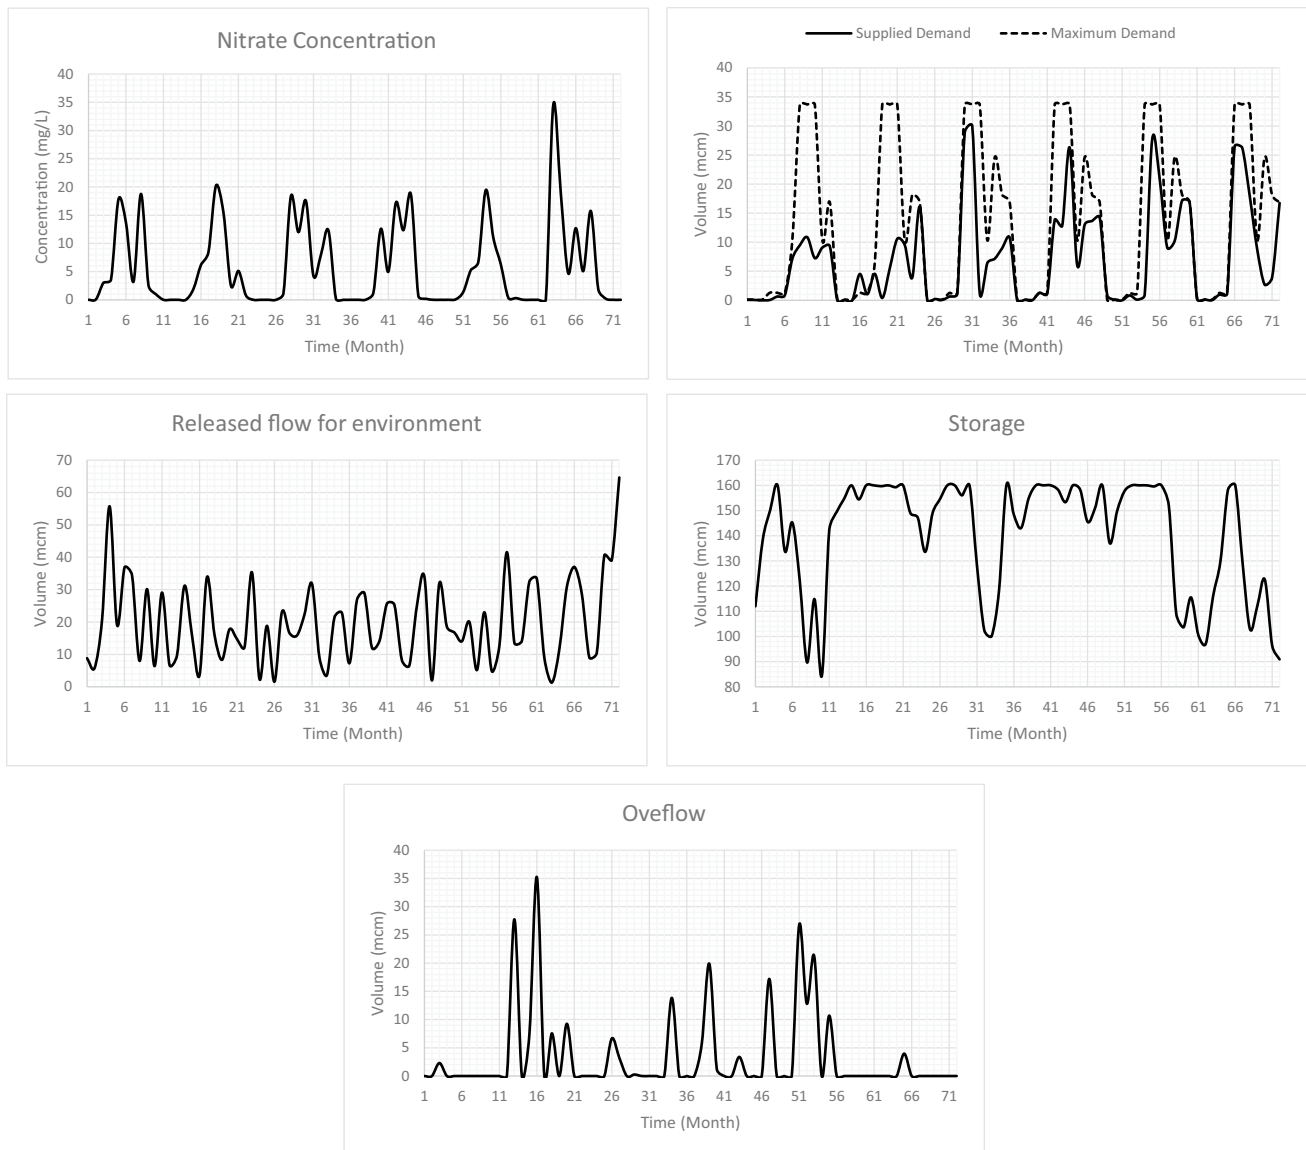 Nitrate Concentration
Concentration (mg/L)
40
35
30
25
20
15
10
5
0
1 6 11 16 21 26 31 36 41 46 51 56 61 66 71
Time (Month)
Supplied Demand Maximum Demand
Volume (mcm)
40
35
30
25
20
15
10
5
0
1 6 11 16 21 26 31 36 41 46 51 56 61 66 71
Time (Month)
Released flow for environment
Volume (mcm)
70
60
50
40
30
20
10
0
1 6 11 16 21 26 31 36 41 46 51 56 61 66 71
Time (Month)
Storage
Volume (mcm)
170
160
150
140
130
120
110
100
90
80
1 6 11 16 21 26 31 36 41 46 51 56 61 66 71
Time (Month)
Oveflow
Volume (mcm)
40
35
30
25
20
15
10
5
0
1 6 11 16 21 26 31 36 41 46 51 56 61 66 71
Time (Month)